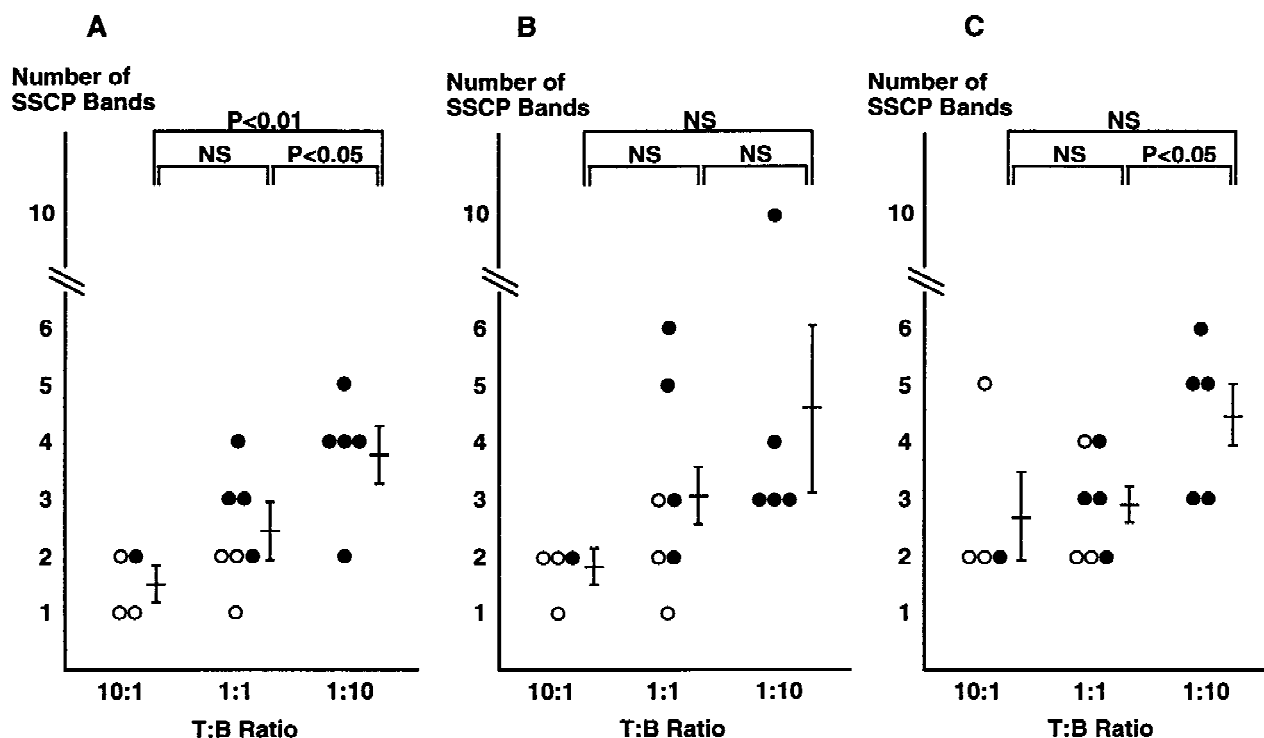 A
Number of
SSCP Bands
P<0.01
NS P<0.05
10
6
5
4
3
2
1
10:1 1:1 1:10
T:B Ratio
B
Number of
SSCP Bands
NS
NS NS
10
6
5
4
3
2
1
10:1 1:1 1:10
T:B Ratio
C
Number of
SSCP Bands
NS
NS P<0.05
10
6
5
4
3
2
1
10:1 1:1 1:10
T:B Ratio